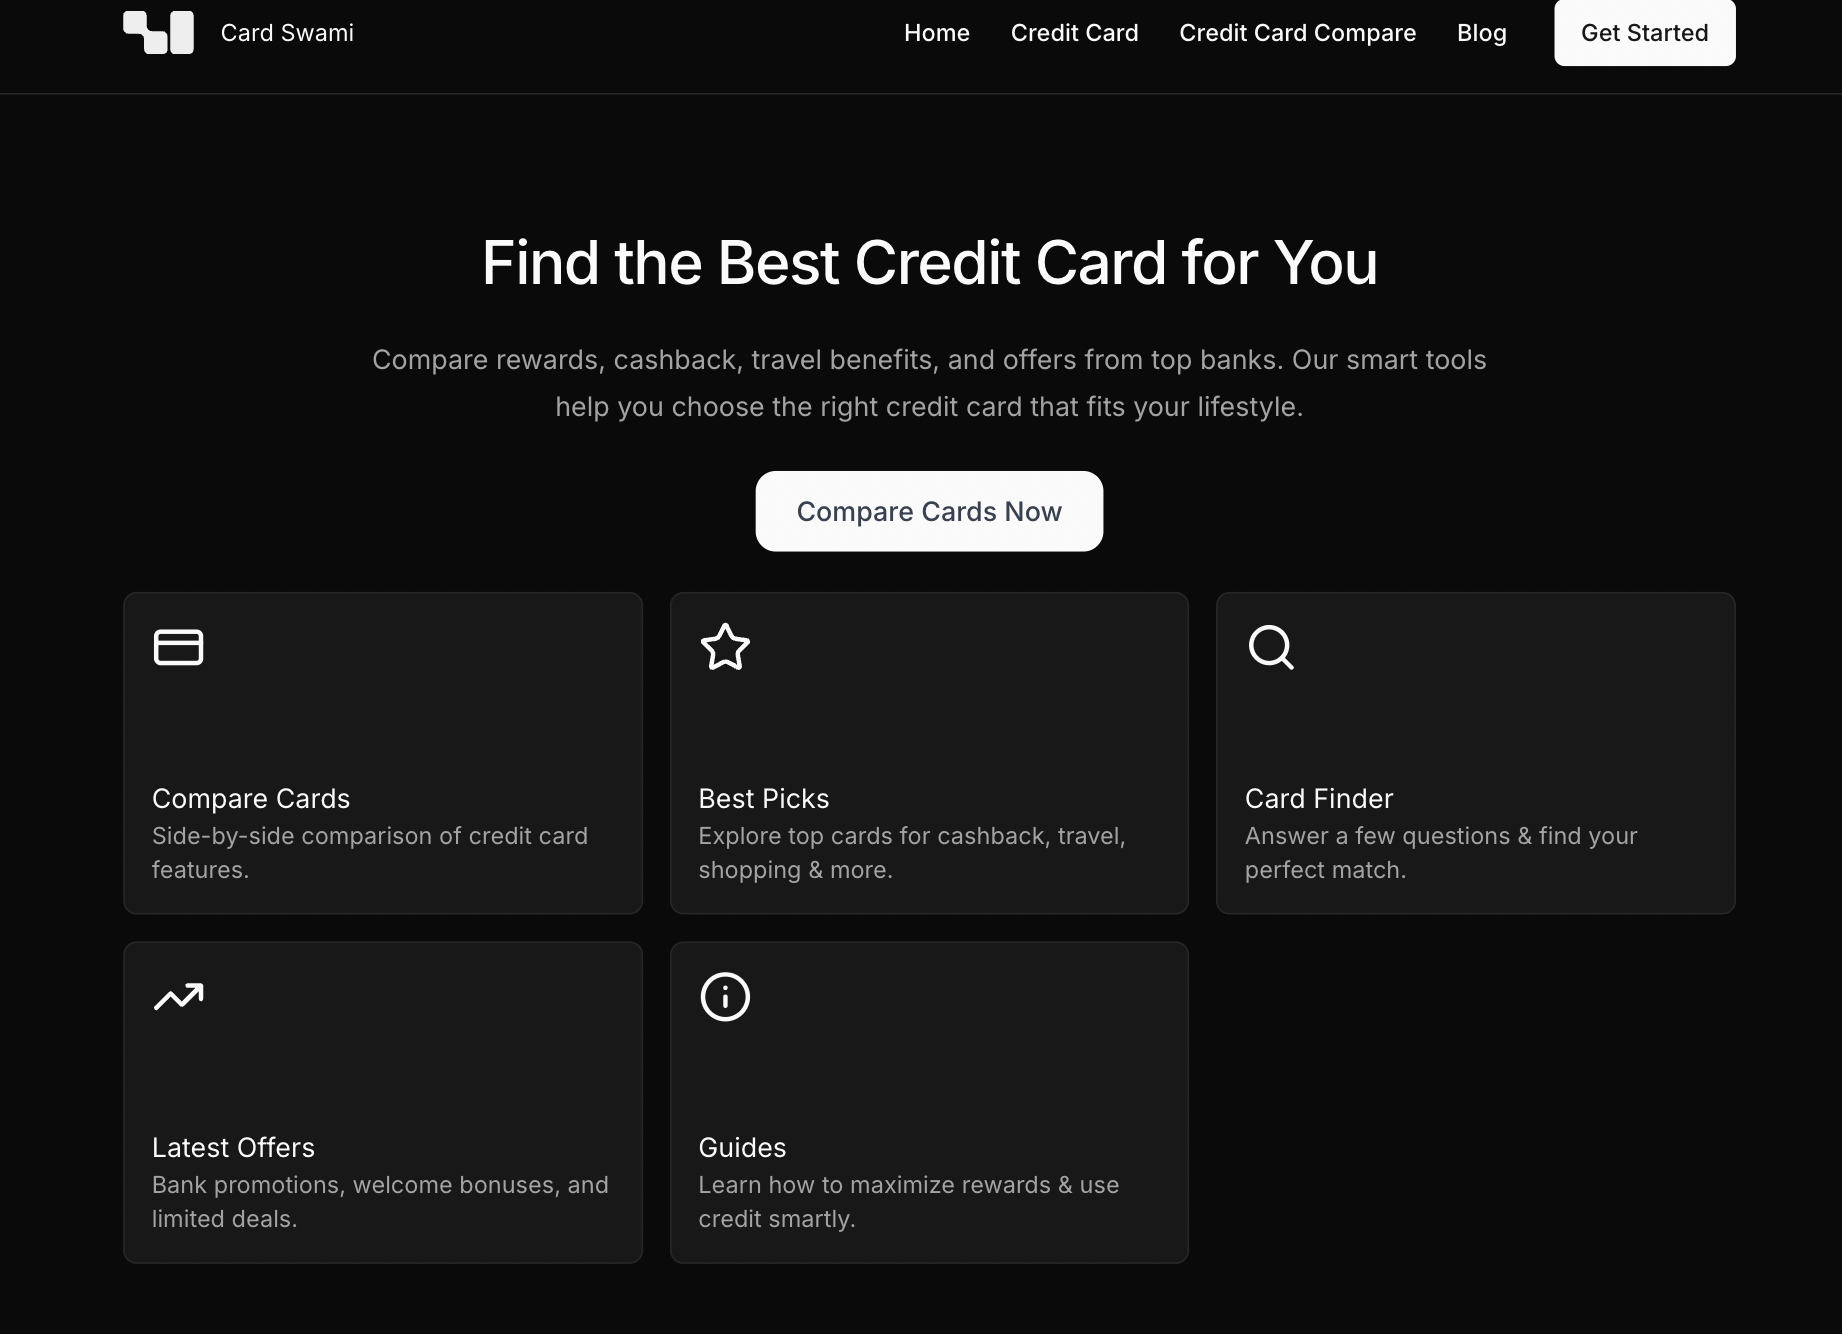 Card Swami
Home
Credit Card
Credit Card Compare
Blog
Get Started
Find the Best Credit Card for You
Compare rewards, cashback, travel benefits, and offers from top banks. Our smart tools
help you choose the right credit card that fits your lifestyle.
Compare Cards Now
Compare Cards
Side-by-side comparison of credit card
features.
Best Picks
Explore top cards for cashback, travel,
shopping & more.
Card Finder
Answer a few questions & find your
perfect match.
Latest Offers
Bank promotions, welcome bonuses, and
limited deals.
Guides
Learn how to maximize rewards & use
credit smartly.